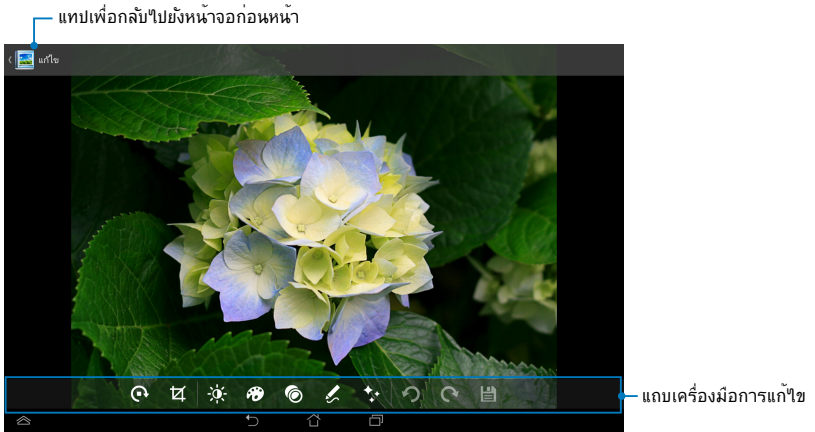 แทปเพื่อกลับไปยังหน้าจอก่อนหน้า
แก้ไข
แถบเครื่องมือการแก้ไข